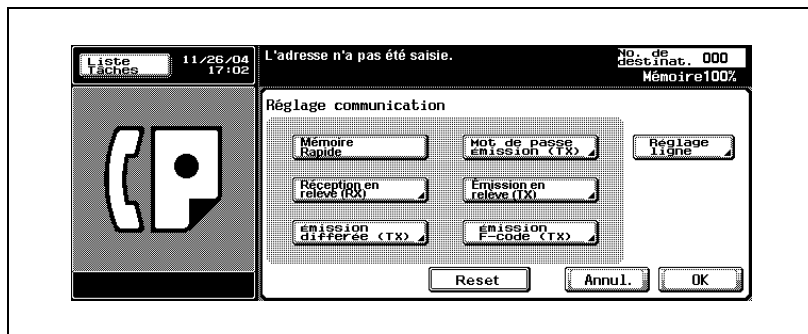 Liste
Tâches
11/26/04
17:02
L'adresse n'a pas été saisie.
No. de
destinat. 000
Mémoire100%
Réglage communication
Mémoire
Rapide
Mot de passe
émission (TX)
Réglage
ligne
Réception en
relève (RX)
Émission en
relève (TX)
émission
différée (TX)
émission
F-code (TX)
Reset
Annul.
OK